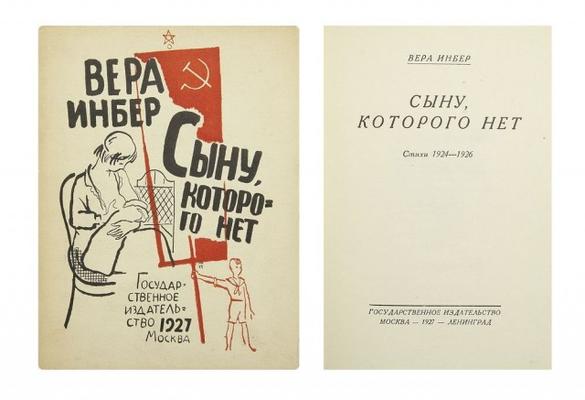 ВЕРА
ИНБЕР
СЫНУ,
КОТОРО=
ГО НЕТ
ГОСУДАР-
СТВЕННОЕ
ИЗДАТЕЛЬ=
СТВО 1927
МОСКВА
ВЕРА ИНБЕР
СЫНУ,
КОТОРОГО НЕТ
Стихи 1924—1926
ГОСУДАРСТВЕННОЕ ИЗДАТЕЛЬСТВО
МОСКВА — 1927 — ЛЕНИНГРАД